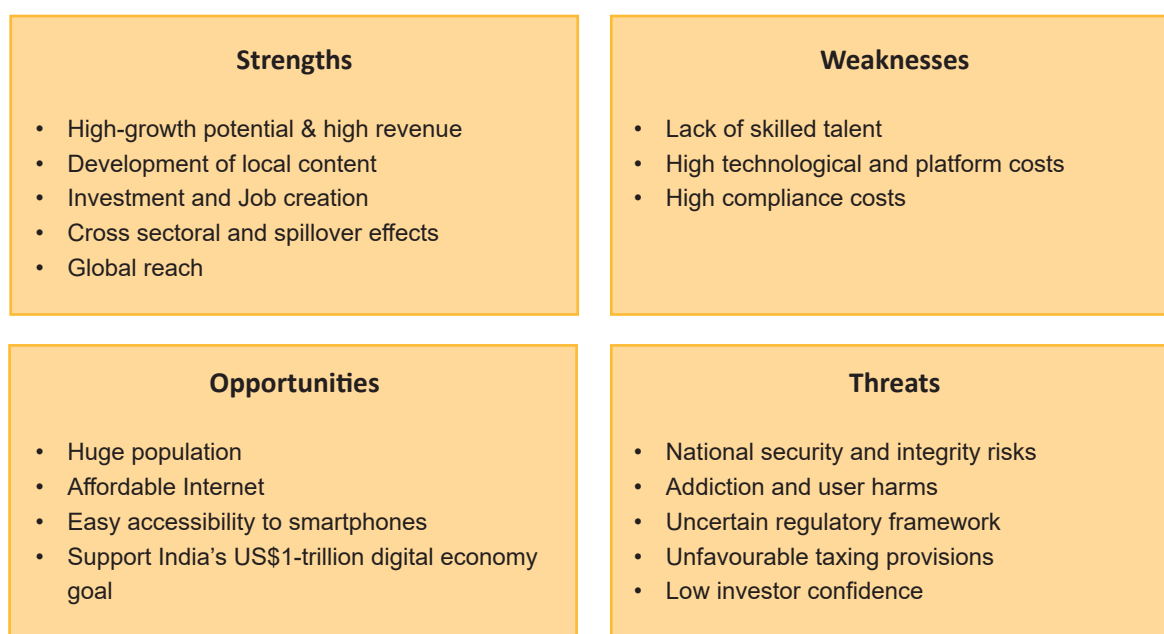 Strengths
• High-growth potential & high revenue
• Development of local content
• Investment and Job creation
• Cross sectoral and spillover effects
• Global reach
Weaknesses
• Lack of skilled talent
• High technological and platform costs
• High compliance costs
Opportunities
• Huge population
• Affordable Internet
• Easy accessibility to smartphones
• Support India’s US$1-trillion digital economy
goal
Threats
• National security and integrity risks
• Addiction and user harms
• Uncertain regulatory framework
• Unfavourable taxing provisions
• Low investor confidence